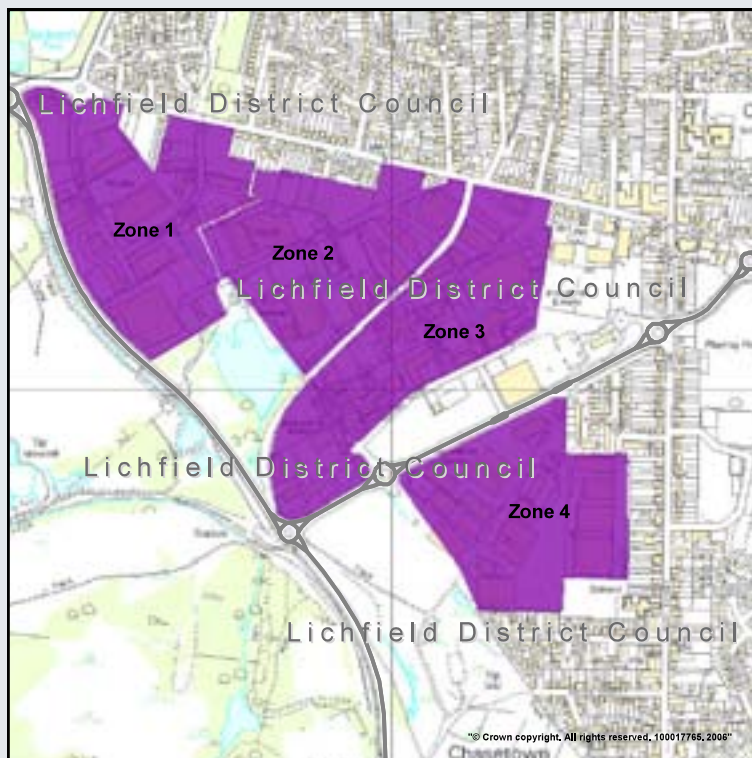 Lichfield District Council
Zone 1
Zone 2
Lichfield District Council
Zone 3
Lichfield District Council
Zone 4
Lichfield District Council
"© Crown copyright. All rights reserved. 100017765, 2006"
Chasetown